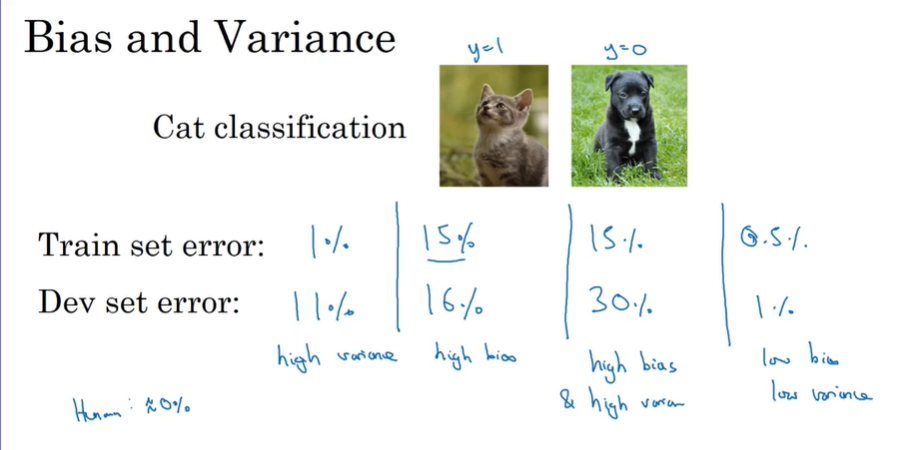 Bias and Variance
y=1 y=0
Cat classification
Train set error: 1% 15% 15% 0.5%
Dev set error: 11% 16% 30% 1%
high variance high bias high bias low bias
& high low variance
Human: ≈0%